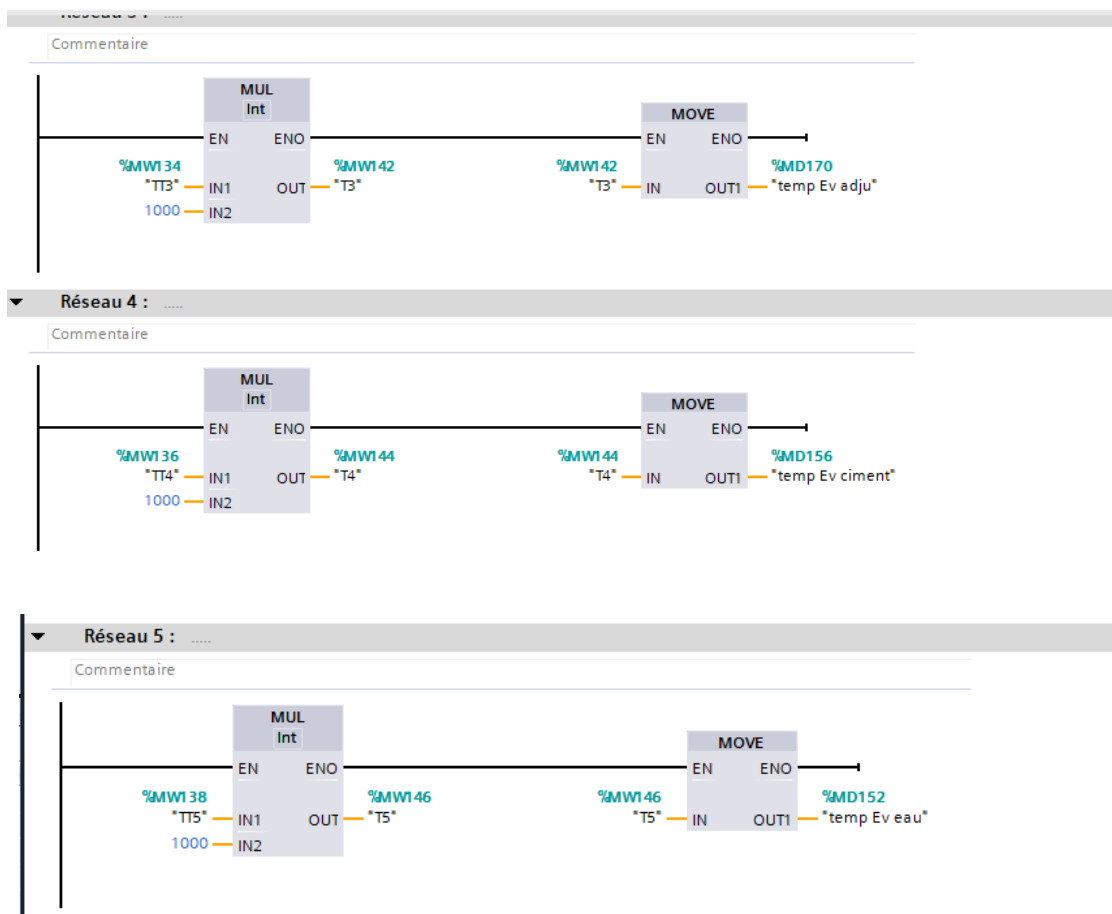 Réseau 3 : .....
Commentaire
MUL
Int
MOVE
EN ENO EN ENO
%MW134 %MW142 %MW142 %MD170
"TT3" IN1 OUT "T3" "T3" IN OUT1 "temp Ev adju"
1000 IN2
Réseau 4 : .....
Commentaire
MUL
Int
MOVE
EN ENO EN ENO
%MW136 %MW144 %MW144 %MD156
"TT4" IN1 OUT "T4" "T4" IN OUT1 "temp Ev ciment"
1000 IN2
Réseau 5 : .....
Commentaire
MUL
Int
MOVE
EN ENO EN ENO
%MW138 %MW146 %MW146 %MD152
"TT5" IN1 OUT "T5" "T5" IN OUT1 "temp Ev eau"
1000 IN2